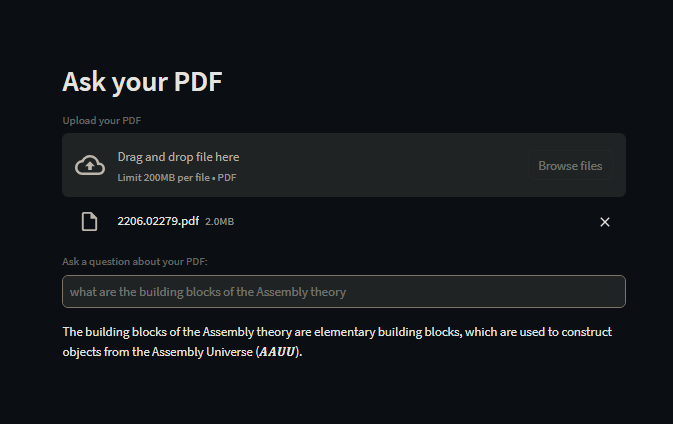 Ask your PDF
Upload your PDF
Drag and drop file here
Limit 200MB per file • PDF
Browse files
2206.02279.pdf 2.0MB
Ask a question about your PDF:
what are the building blocks of the Assembly theory
The building blocks of the Assembly theory are elementary building blocks, which are used to construct
objects from the Assembly Universe (AAUU).